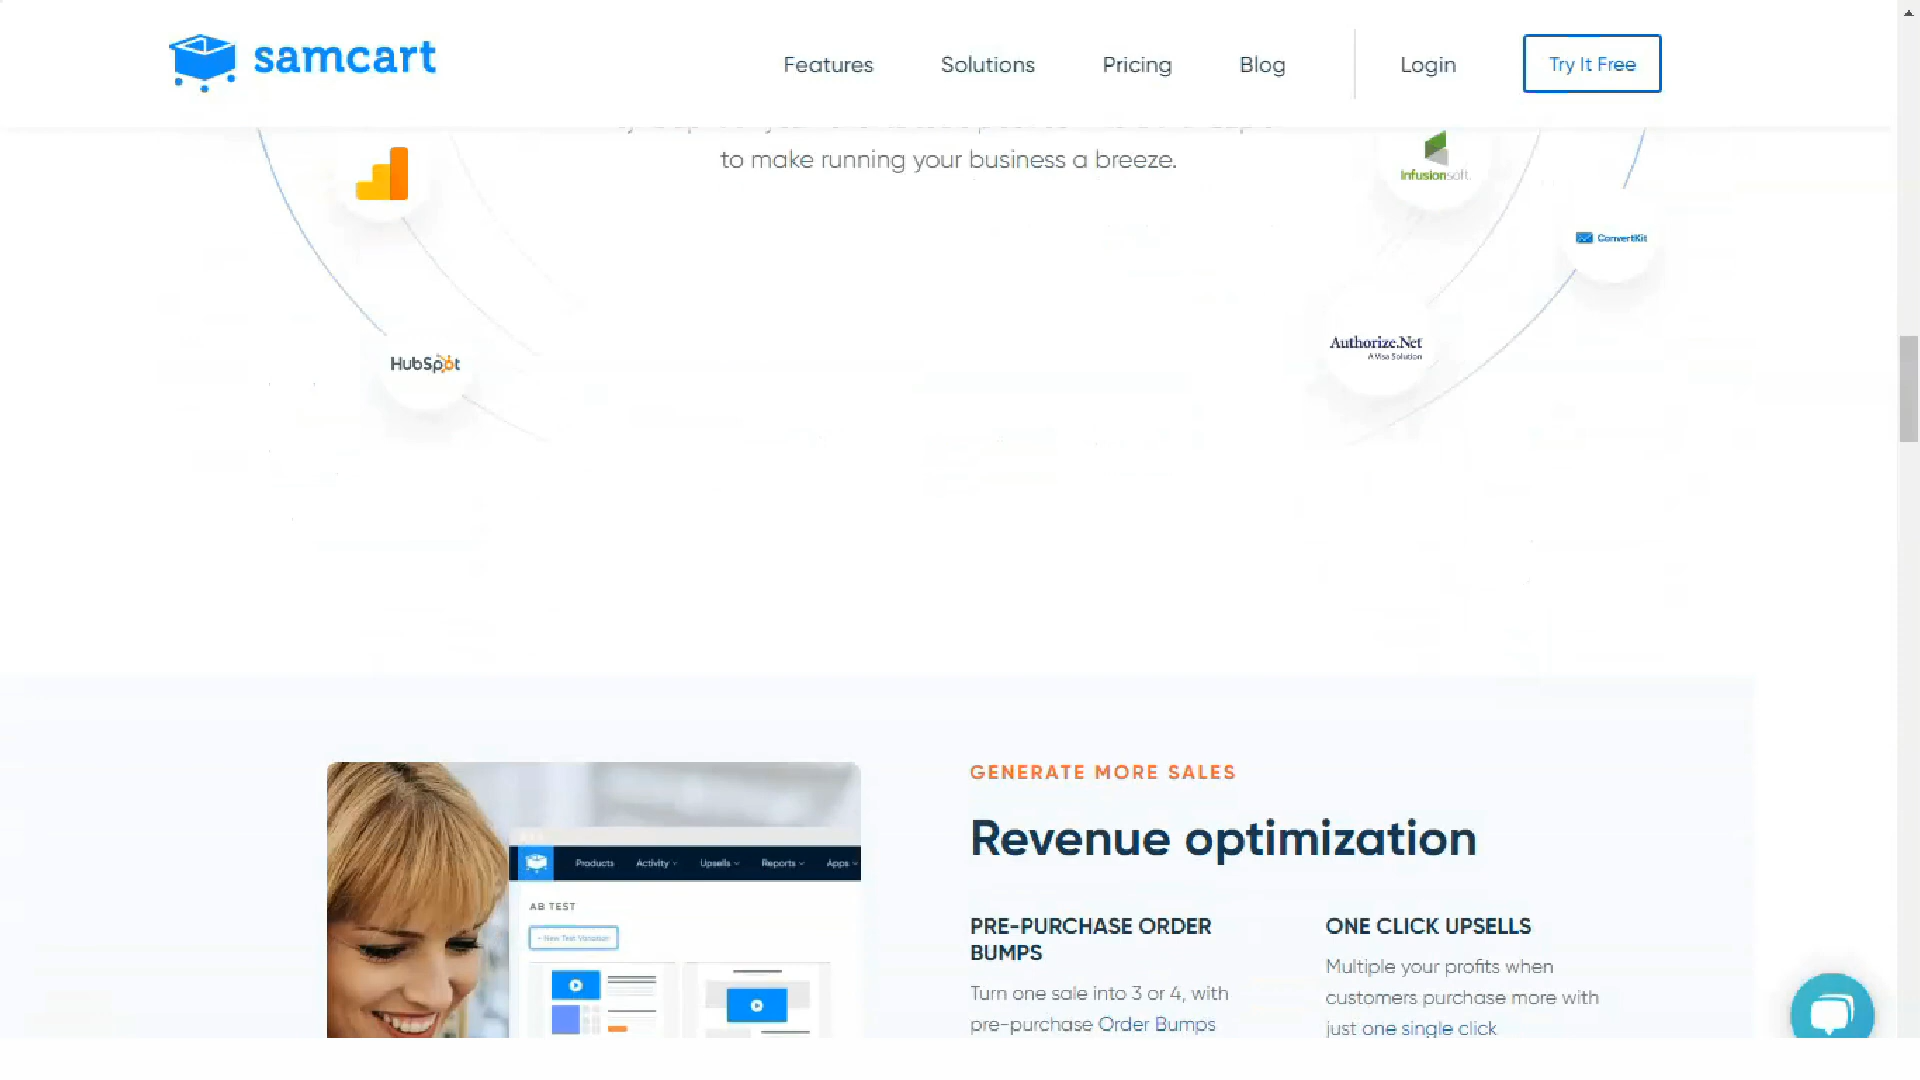 samcart
Features
Solutions
Pricing
Blog
Login
Try It Free
to make running your business a breeze.
infusionsoft.
ConvertKit
Authorize.Net
A Visa Solution
HubSpot
GENERATE MORE SALES
Revenue optimization
Products
Activity
Upsells
Reports
Apps
AB TEST
+ New Test Variation
PRE-PURCHASE ORDER
BUMPS
Turn one sale into 3 or 4, with
pre-purchase Order Bumps
ONE CLICK UPSELLS
Multiple your profits when
customers purchase more with
just one single click